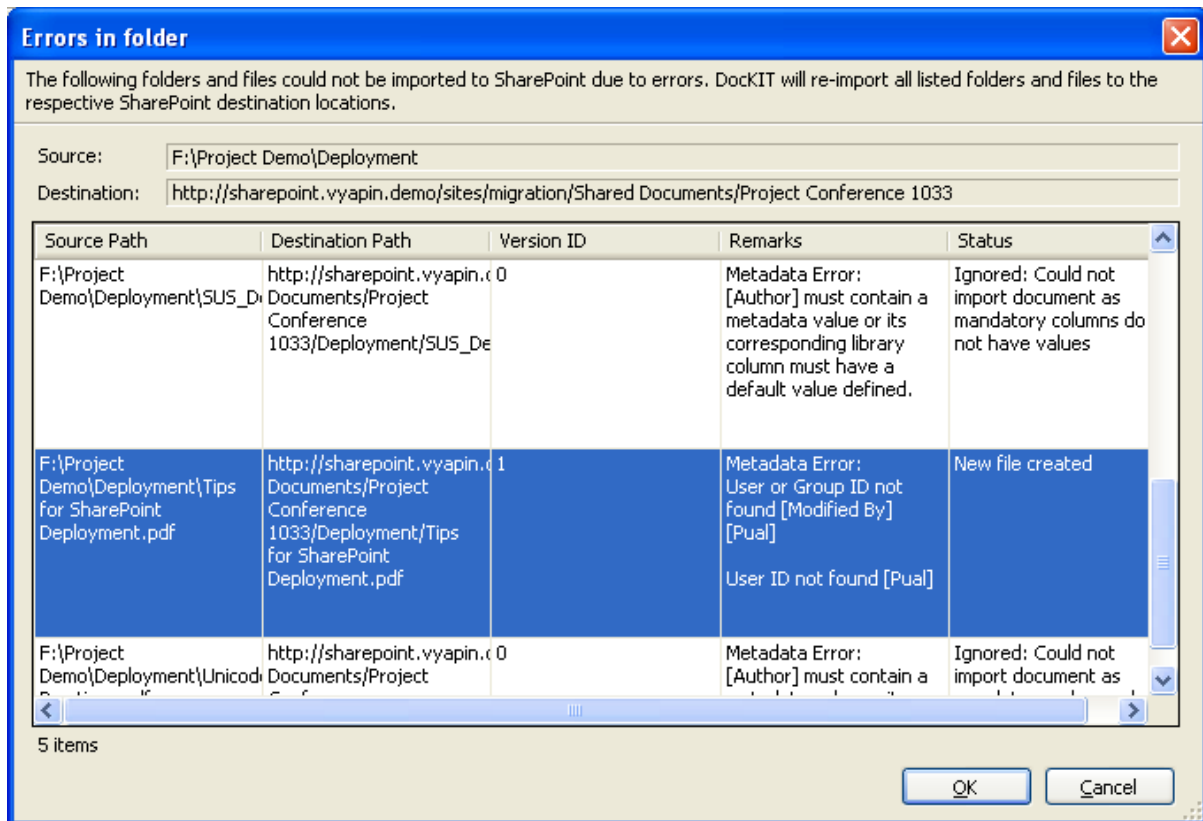 Errors in folder
The following folders and files could not be imported to SharePoint due to errors. DocKIT will re-import all listed folders and files to the
respective SharePoint destination locations.
Source:
F:\Project Demo\Deployment
Destination:
http://sharepoint.vyapin.demo/sites/migration/Shared Documents/Project Conference 1033
Source Path
Destination Path
Version ID
Remarks
Status
F:\Project
Demo\Deployment\SUS_D
http://sharepoint.vyapin.
Documents/Project
Conference
1033/Deployment/SUS_De
0
Metadata Error:
[Author] must contain a
metadata value or its
corresponding library
column must have a
default value defined.
Ignored: Could not
import document as
mandatory columns do
not have values
F:\Project
Demo\Deployment\Tips
for SharePoint
Deployment.pdf
http://sharepoint.vyapin.
Documents/Project
Conference
1033/Deployment/Tips
for SharePoint
Deployment.pdf
1
Metadata Error:
User or Group ID not
found [Modified By]
[Pual]
User ID not found [Pual]
New file created
F:\Project
Demo\Deployment\Unicod
http://sharepoint.vyapin.
Documents/Project
0
Metadata Error:
[Author] must contain a
Ignored: Could not
import document as
5 items
OK
Cancel